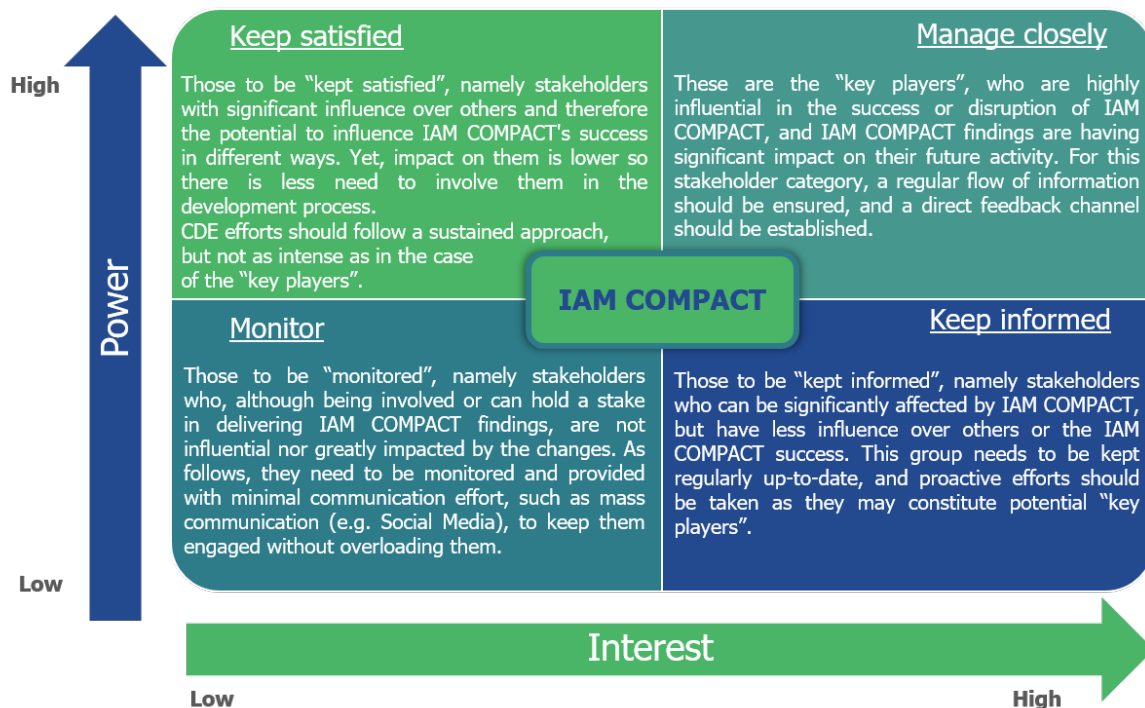 High
Power
Low
Keep satisfied
Those to be “kept satisfied”, namely stakeholders
with significant influence over others and therefore
the potential to influence IAM COMPACT's success
in different ways. Yet, impact on them is lower so
there is less need to involve them in the
development process.
CDE efforts should follow a sustained approach,
but not as intense as in the case
of the “key players”.
Manage closely
These are the “key players”, who are highly
influential in the success or disruption of IAM
COMPACT, and IAM COMPACT findings are having
significant impact on their future activity. For this
stakeholder category, a regular flow of information
should be ensured, and a direct feedback channel
should be established.
IAM COMPACT
Monitor
Those to be “monitored”, namely stakeholders
who, although being involved or can hold a stake
in delivering IAM COMPACT findings, are not
influential nor greatly impacted by the changes. As
follows, they need to be monitored and provided
with minimal communication effort, such as mass
communication (e.g. Social Media), to keep them
engaged without overloading them.
Keep informed
Those to be “kept informed”, namely stakeholders
who can be significantly affected by IAM COMPACT,
but have less influence over others or the IAM
COMPACT success. This group needs to be kept
regularly up-to-date, and proactive efforts should
be taken as they may constitute potential “key
players”.
Interest
Low
High